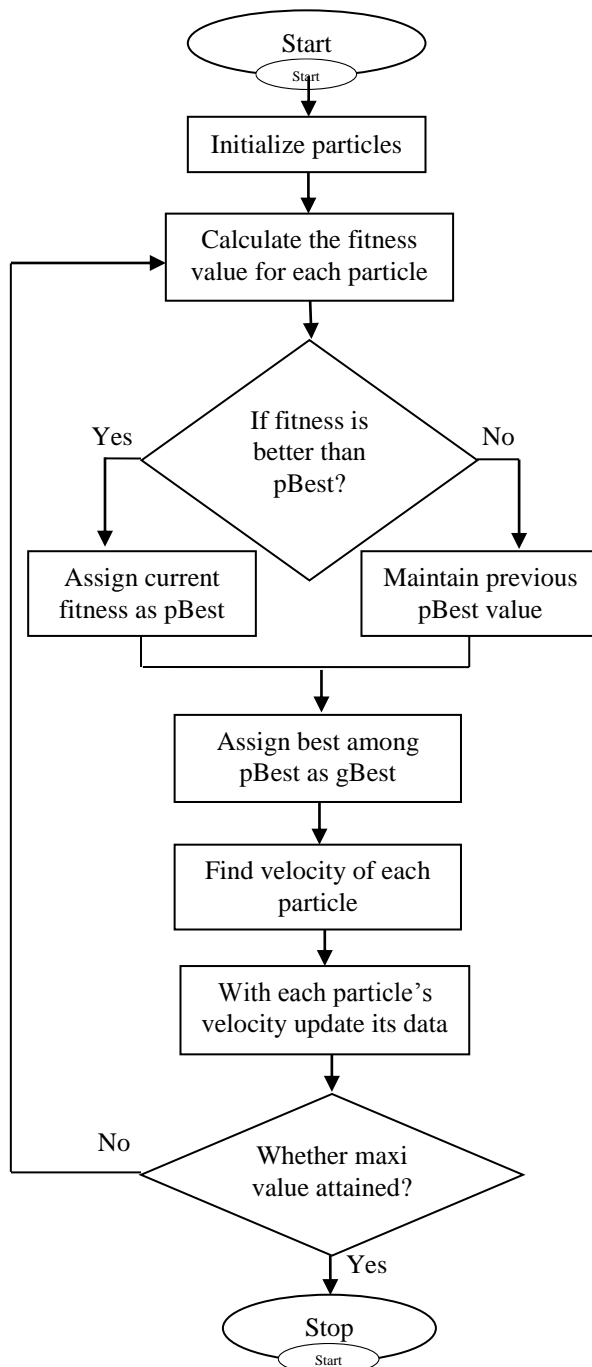 Start
Start
Initialize particles
Calculate the fitness
value for each particle
If fitness is
better than
pBest?
Yes
No
Assign current
fitness as pBest
Maintain previous
pBest value
Assign best among
pBest as gBest
Find velocity of each
particle
With each particle’s
velocity update its data
No
Whether maxi
value attained?
Yes
Stop
Start